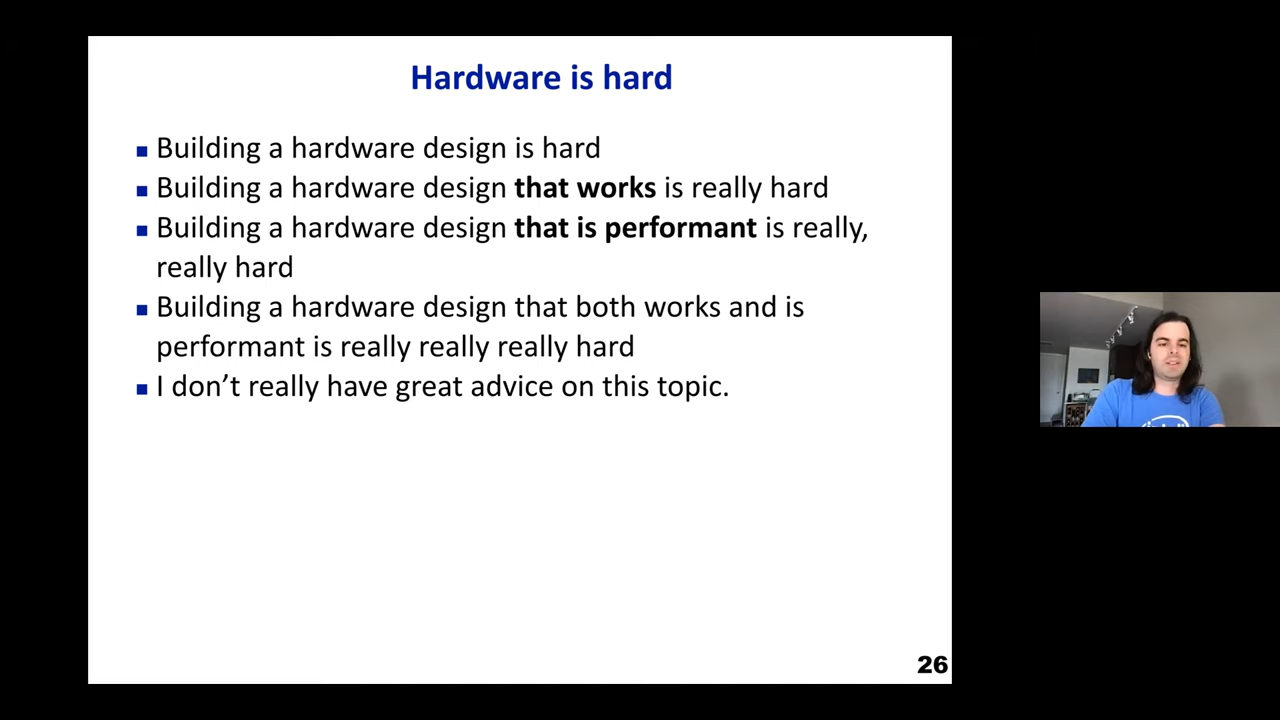 Hardware is hard
Building a hardware design is hard
Building a hardware design that works is really hard
Building a hardware design that is performant is really,
really hard
Building a hardware design that both works and is
performant is really really really hard
I don’t really have great advice on this topic.
26